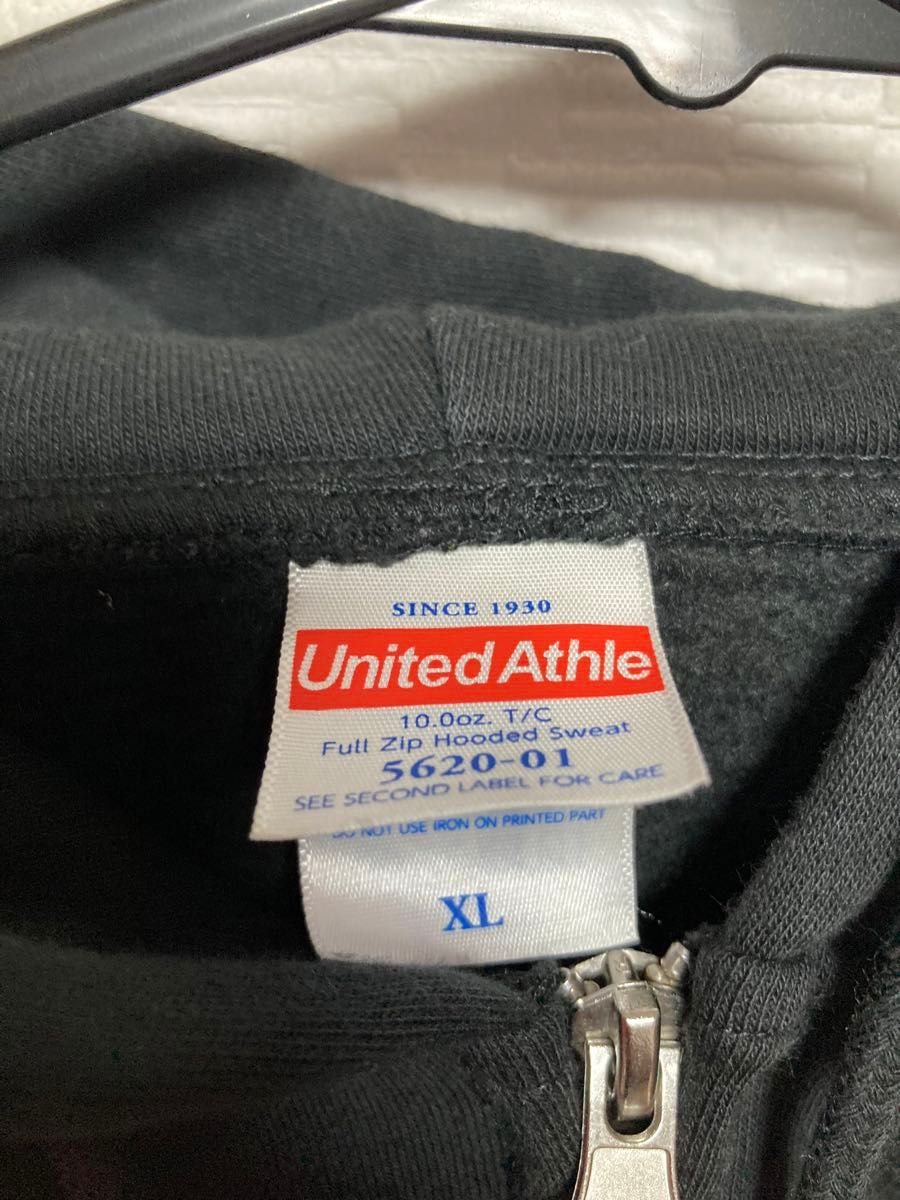 SINCE 1930
United Athle
10.0oz. T/C
Full Zip Hooded Sweat
5620-01
SEE SECOND LABEL FOR CARE
DO NOT USE IRON ON PRINTED PART
XL